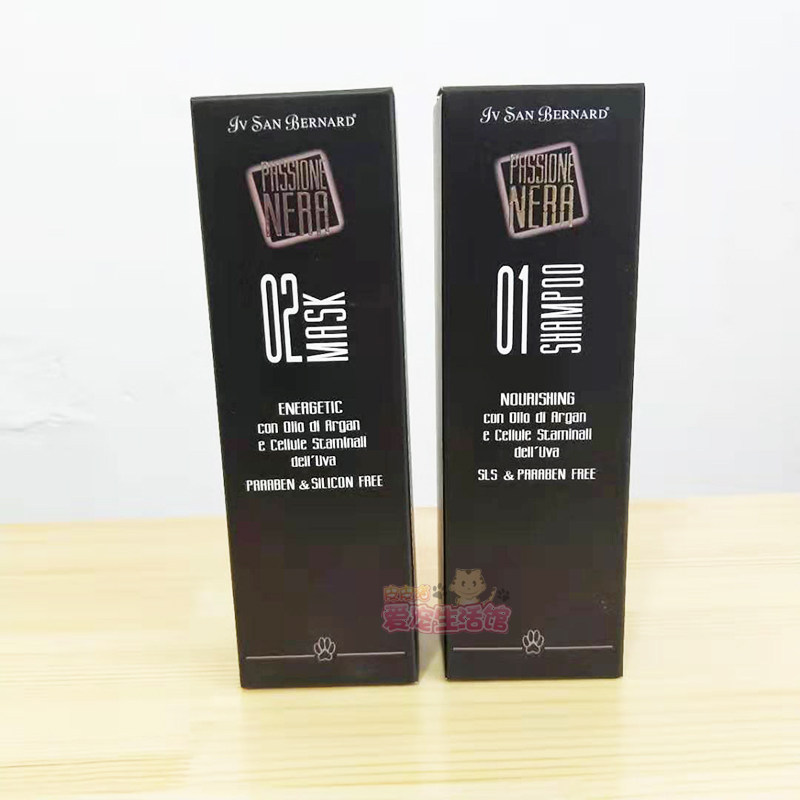 IV SAN BERNARD®
PASSIONE
NERA
02
MASK
ENERGETIC
con Olio di Argan
e Cellule Staminali
dell'Uva
PARABEN & SILICON FREE
IV SAN BERNARD®
PASSIONE
NERA
01
SHAMPOO
NOURISHING
con Olio di Argan
e Cellule Staminali
dell'Uva
SLS & PARABEN FREE
爱宠生活馆